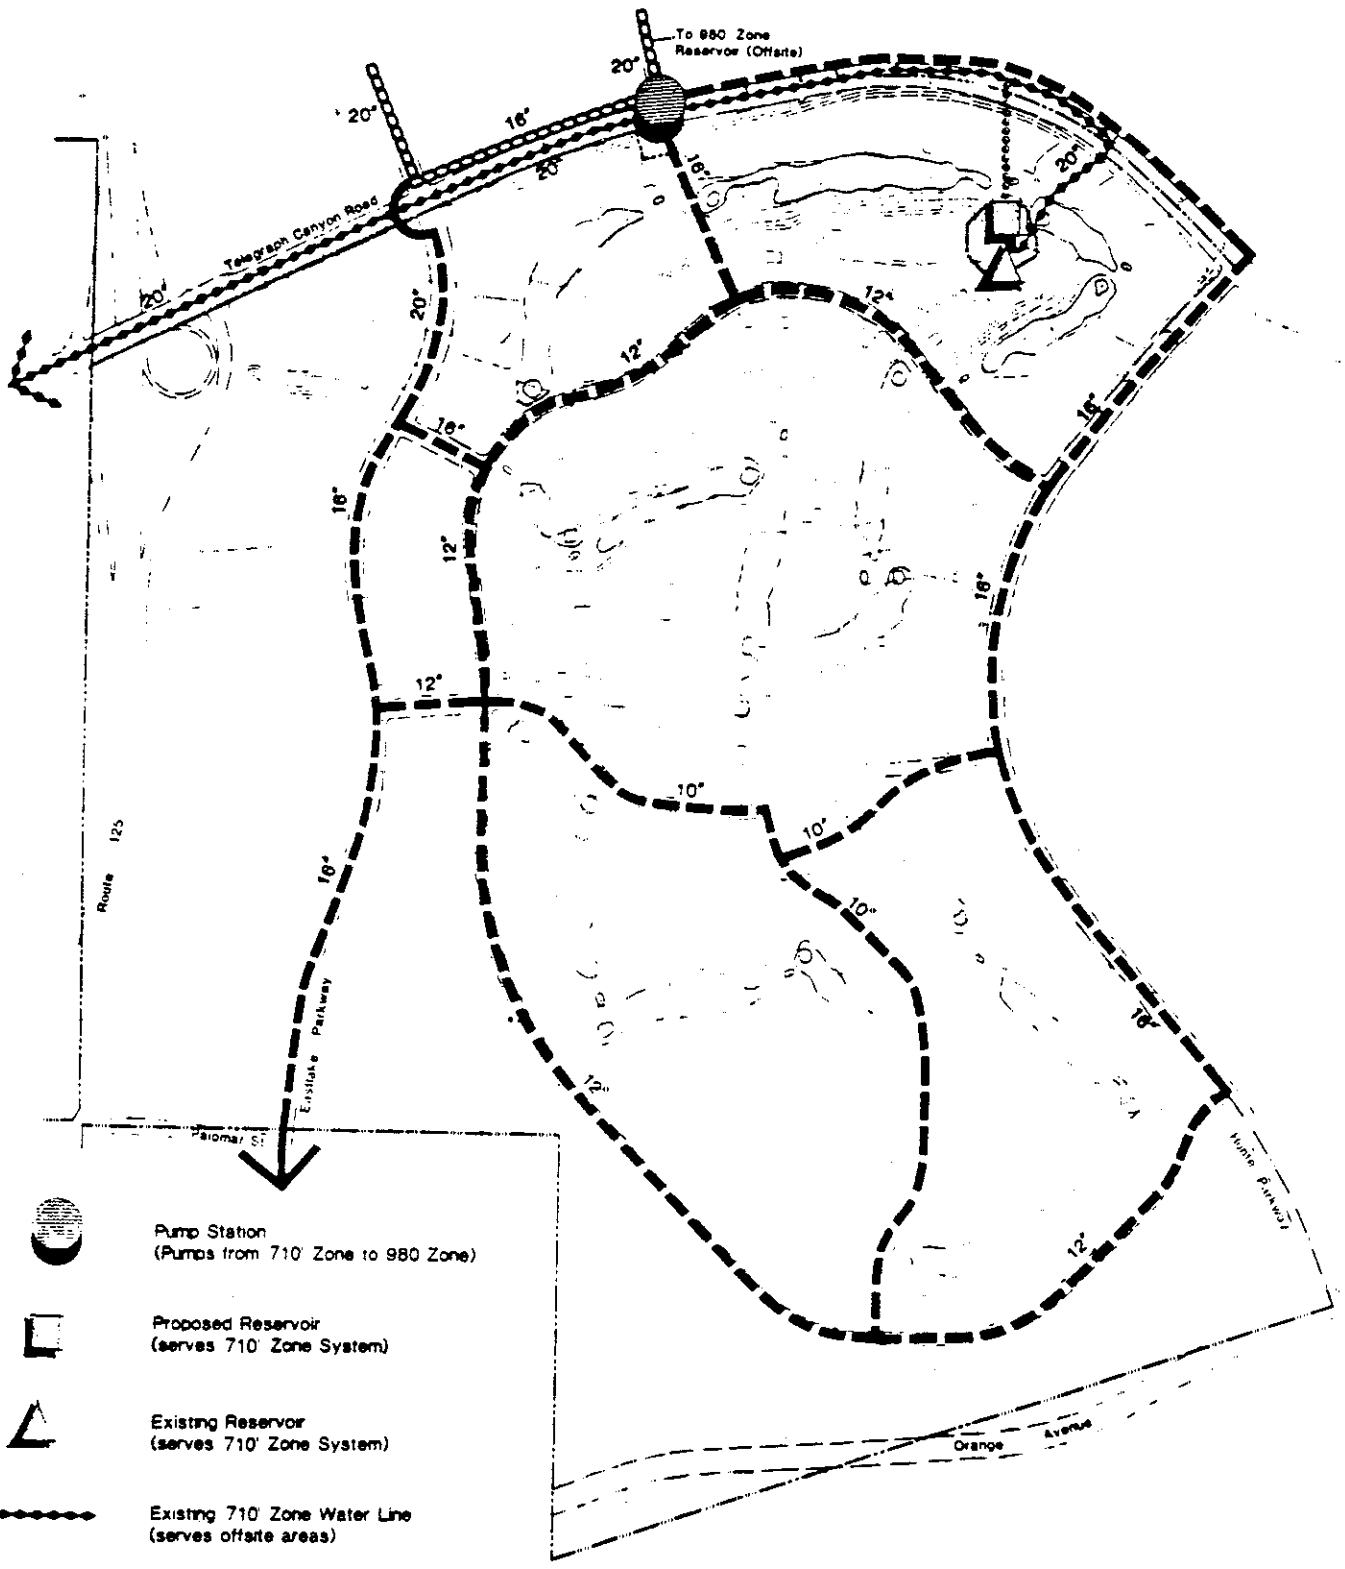 To 980 Zone
Reservoir (Offsite)
20"
20"
16"
20"
16"
20"
Telegraph Canyon Road
20"
20"
12"
12"
16"
16"
16"
12"
16"
12"
10"
10"
16"
10"
Route 125
Eastlake Parkway
16"
12"
Palomar St
Hunte Parkway
12"
Orange Avenue
Pump Station
(Pumps from 710' Zone to 980 Zone)
Proposed Reservoir
(serves 710' Zone System)
Existing Reservoir
(serves 710' Zone System)
Existing 710' Zone Water Line
(serves offsite areas)